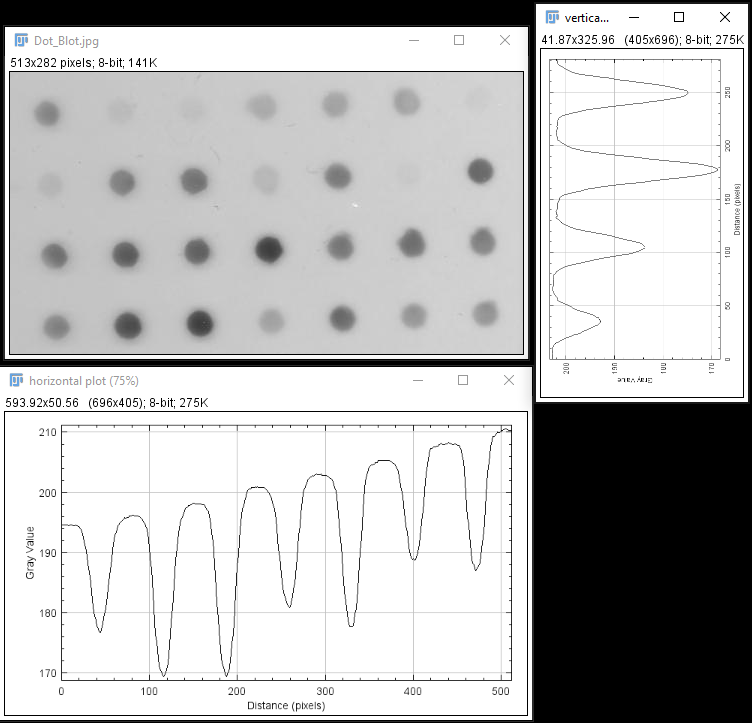 Dot_Blot.jpg
513x282 pixels; 8-bit; 141K
vertica...
41.87x325.96 (405x696); 8-bit; 275K
0
50
100
150
200
250
Distance (pixels)
200
190
180
170
Gray Value
horizontal plot (75%)
593.92x50.56 (696x405); 8-bit; 275K
210
200
190
180
170
Gray Value
0 100 200 300 400 500
Distance (pixels)